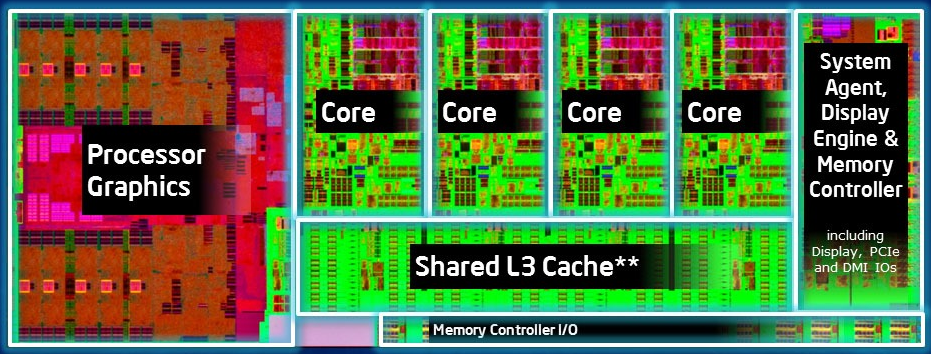 Processor
Graphics
Core
Core
Core
Core
System
Agent,
Display
Engine &
Memory
Controller
including
Display, PCIe
and DMI IOs
Shared L3 Cache**
Memory Controller I/O